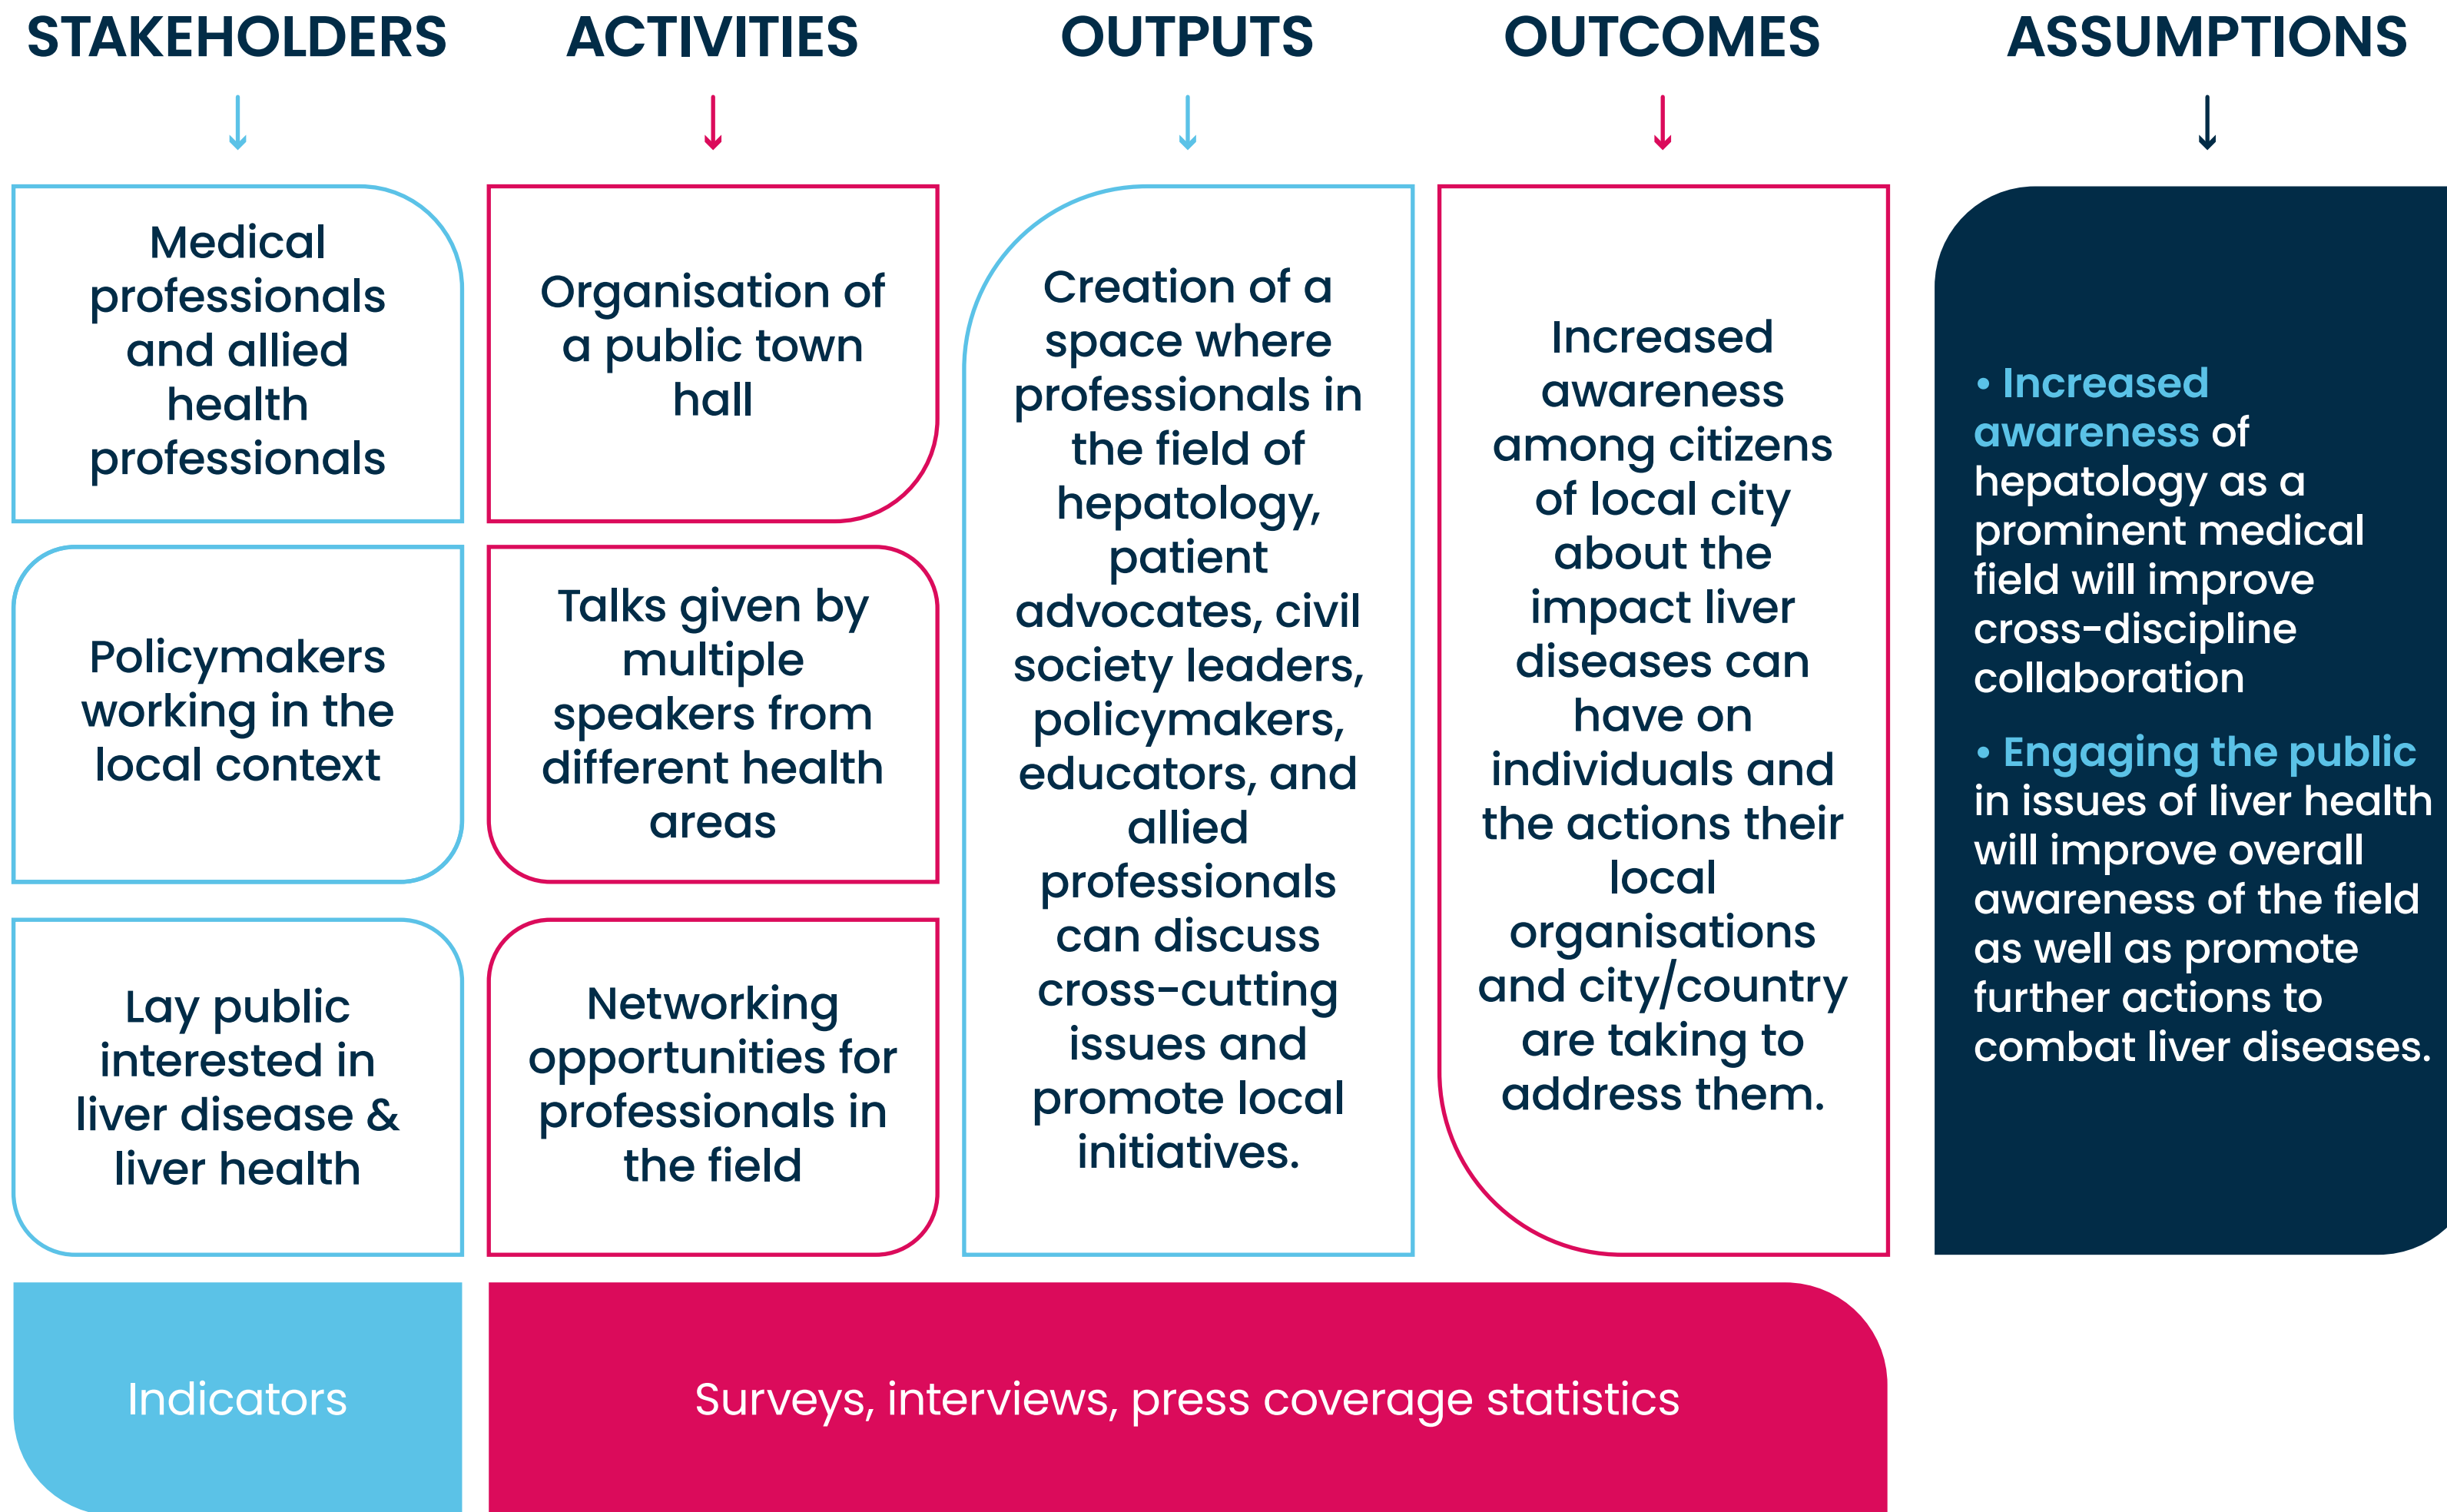 STAKEHOLDERS
ACTIVITIES
OUTPUTS
OUTCOMES
ASSUMPTIONS
Medical
professionals
and allied
health
professionals
Policymakers
working in the
local context
Lay public
interested in
liver disease &
liver health
Organisation of
a public town
hall
Talks given by
multiple
speakers from
different health
areas
Networking
opportunities for
professionals in
the field
Creation of a
space where
professionals in
the field of
hepatology,
patient
advocates, civil
society leaders,
policymakers,
educators, and
allied
professionals
can discuss
cross-cutting
issues and
promote local
initiatives.
Increased
awareness
among citizens
of local city
about the
impact liver
diseases can
have on
individuals and
the actions their
local
organisations
and city/country
are taking to
address them.
• Increased
awareness of
hepatology as a
prominent medical
field will improve
cross-discipline
collaboration
• Engaging the public
in issues of liver health
will improve overall
awareness of the field
as well as promote
further actions to
combat liver diseases.
Indicators
Surveys, interviews, press coverage statistics